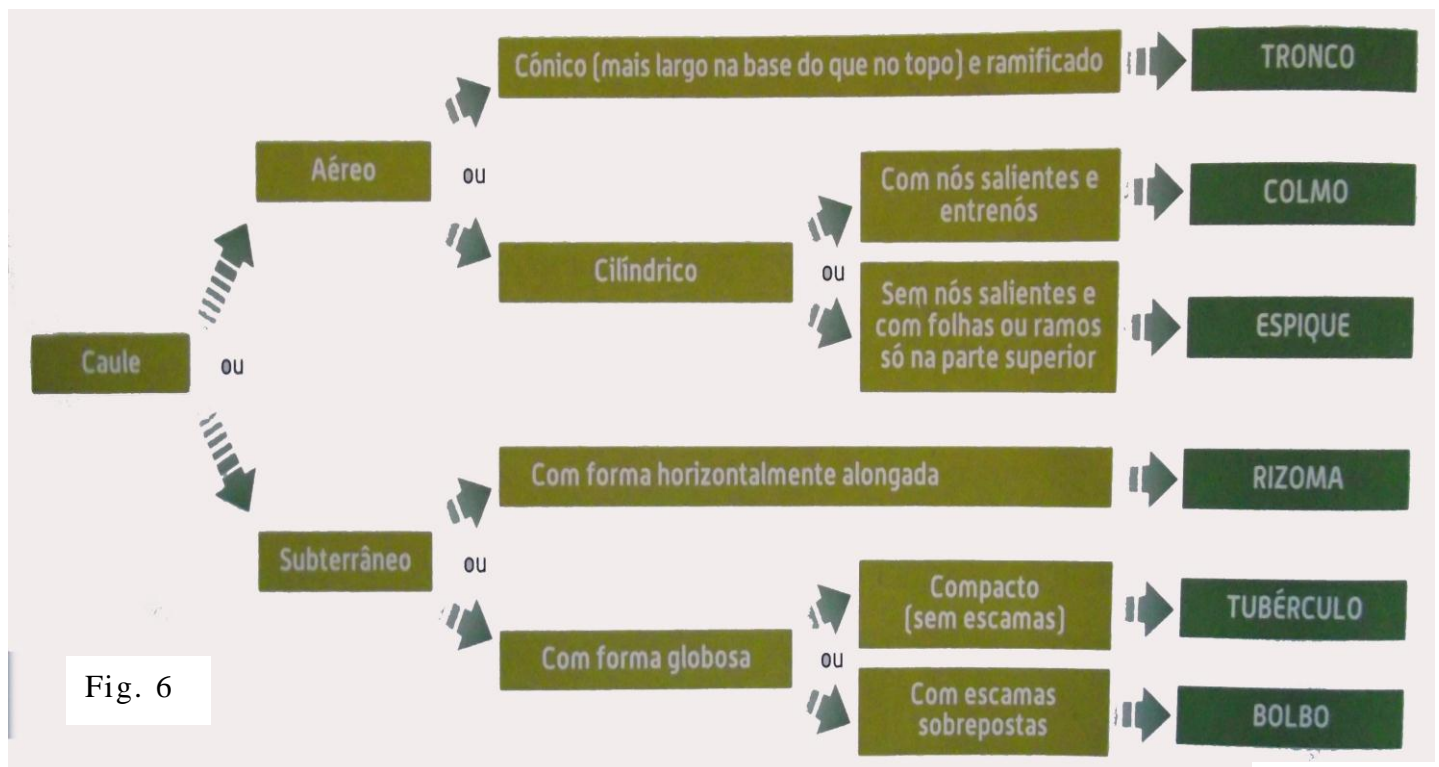 Cónico (mais largo na base do que no topo) e ramificado
TRONCO
Aéreo
ou
Com nós salientes e
entrenós
COLMO
Cilíndrico
ou
Sem nós salientes e
com folhas ou ramos
só na parte superior
ESPIQUE
Caule
ou
Com forma horizontalmente alongada
RIZOMA
Subterrâneo
ou
Compacto
(sem escamas)
TUBÉRCULO
Com forma globosa
ou
Com escamas
sobrepostas
BOLBO
Fig. 6